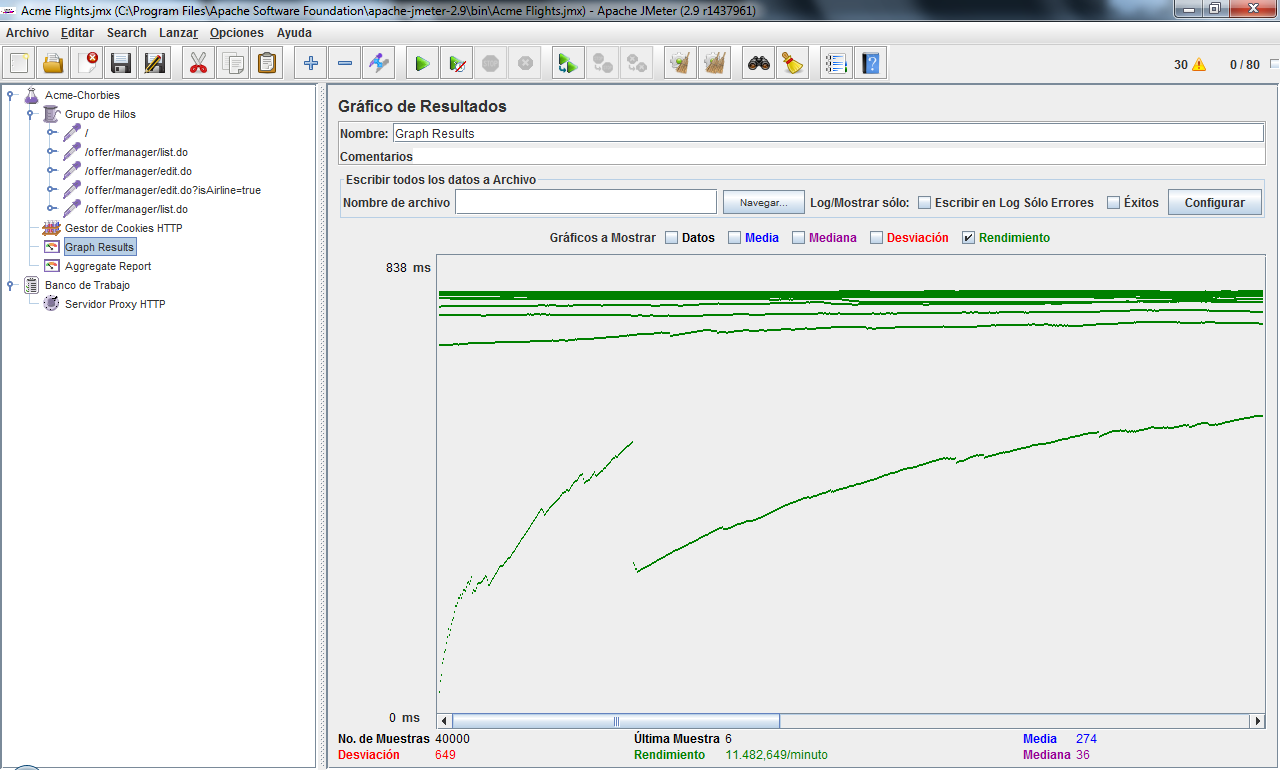 Acme Flights.jmx (C:\Program Files\Apache Software Foundation\apache-jmeter-2.9\bin\Acme Flights.jmx) - Apache JMeter (2.9 r1437961)
Archivo Editar Search Lanzar Opciones Ayuda
30 0 / 80
Acme-Chorbies
Grupo de Hilos
/
/offer/manager/list.do
/offer/manager/edit.do
/offer/manager/edit.do?isAirline=true
/offer/manager/list.do
Gestor de Cookies HTTP
Graph Results
Aggregate Report
Banco de Trabajo
Servidor Proxy HTTP
Gráfico de Resultados
Nombre: Graph Results
Comentarios
Escribir todos los datos a Archivo
Nombre de archivo Navegar... Log/Mostrar sólo: Escribir en Log Sólo Errores Éxitos Configurar
Gráficos a Mostrar Datos Media Mediana Desviación Rendimiento
838 ms
0 ms
No. de Muestras 40000 Última Muestra 6 Media 274
Desviación 649 Rendimiento 11.482,649/minuto Mediana 36